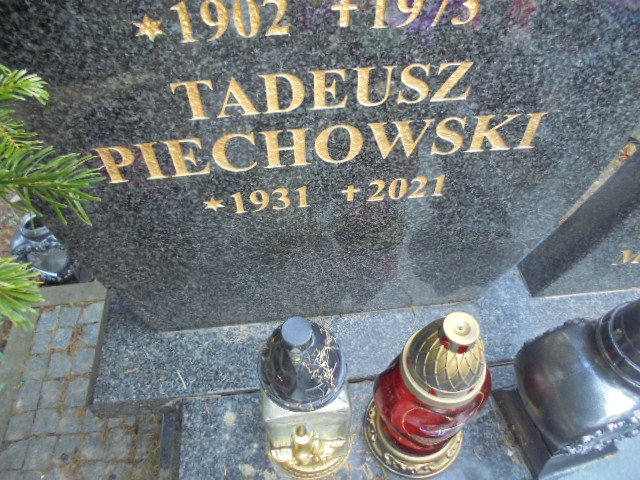 *1902 +1973
TADEUSZ
PIECHOWSKI
*1931 +2021
M